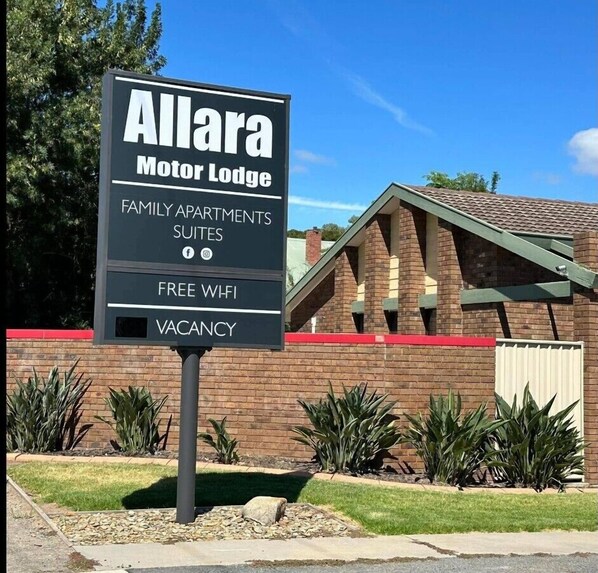 Allara
Motor Lodge
FAMILY APARTMENTS
SUITES
FREE WI-FI
VACANCY